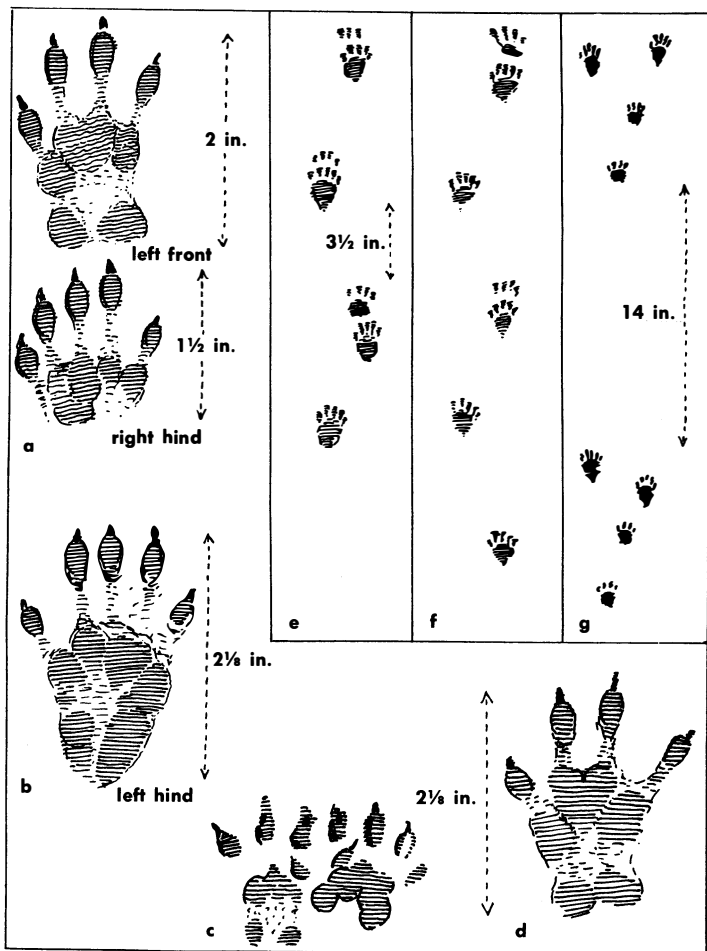 2 in.
left front
1½ in.
right hind
a
2⅛ in.
left hind
b
c
2⅛ in.
d
3½ in.
e
f
14 in.
g